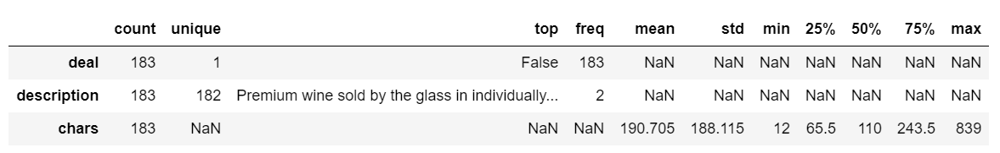 count unique top freq mean std min 25% 50% 75% max
deal 183 1 False 183 NaN NaN NaN NaN NaN NaN NaN
description 183 182 Premium wine sold by the glass in individually... 2 NaN NaN NaN NaN NaN NaN NaN
chars 183 NaN NaN NaN 190.705 188.115 12 65.5 110 243.5 839